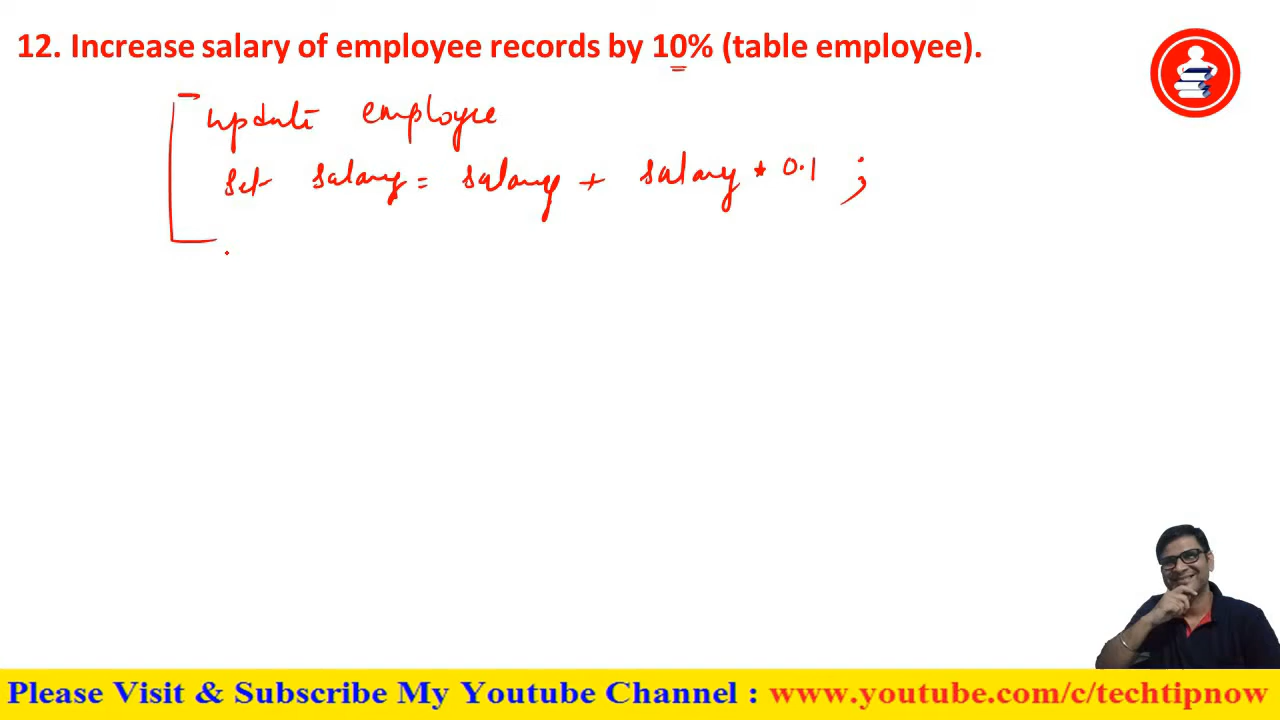 12. Increase salary of employee records by 10% (table employee).
update employee
set salary = salary + salary * 0.1 ;
Please Visit & Subscribe My Youtube Channel : www.youtube.com/c/techtipnow